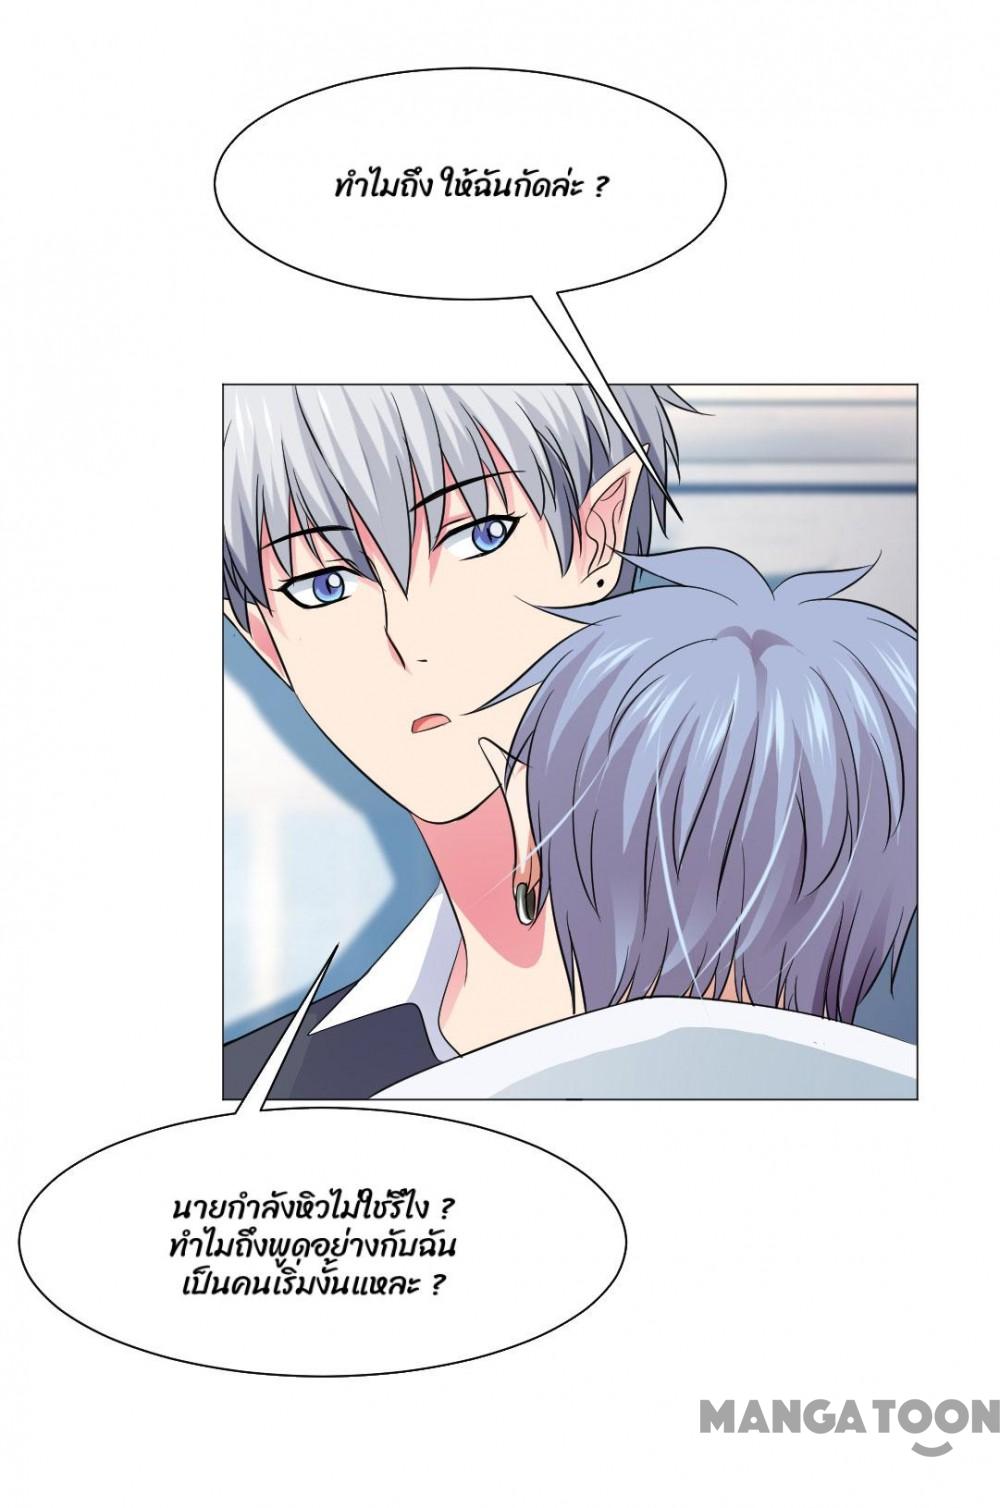 ทำไมถึง ให้ฉันกัดล่ะ ?
นายกำลังหิวไม่ใช่รึไง ?
ทำไมถึงพูดอย่างกับฉัน
เป็นคนเริ่มงั้นแหละ ?
MANGATOON